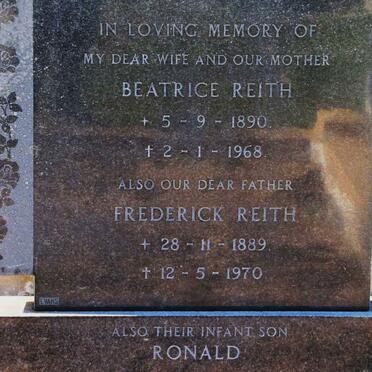 IN LOVING MEMORY OF
MY DEAR WIFE AND OUR MOTHER
BEATRICE REITH
+ 5 - 9 - 1890.
† 2 - 1 - 1968.
ALSO OUR DEAR FATHER
FREDERICK REITH
+ 28 - 11 - 1889.
† 12 - 5 - 1970.
ALSO THEIR INFANT SON
RONALD